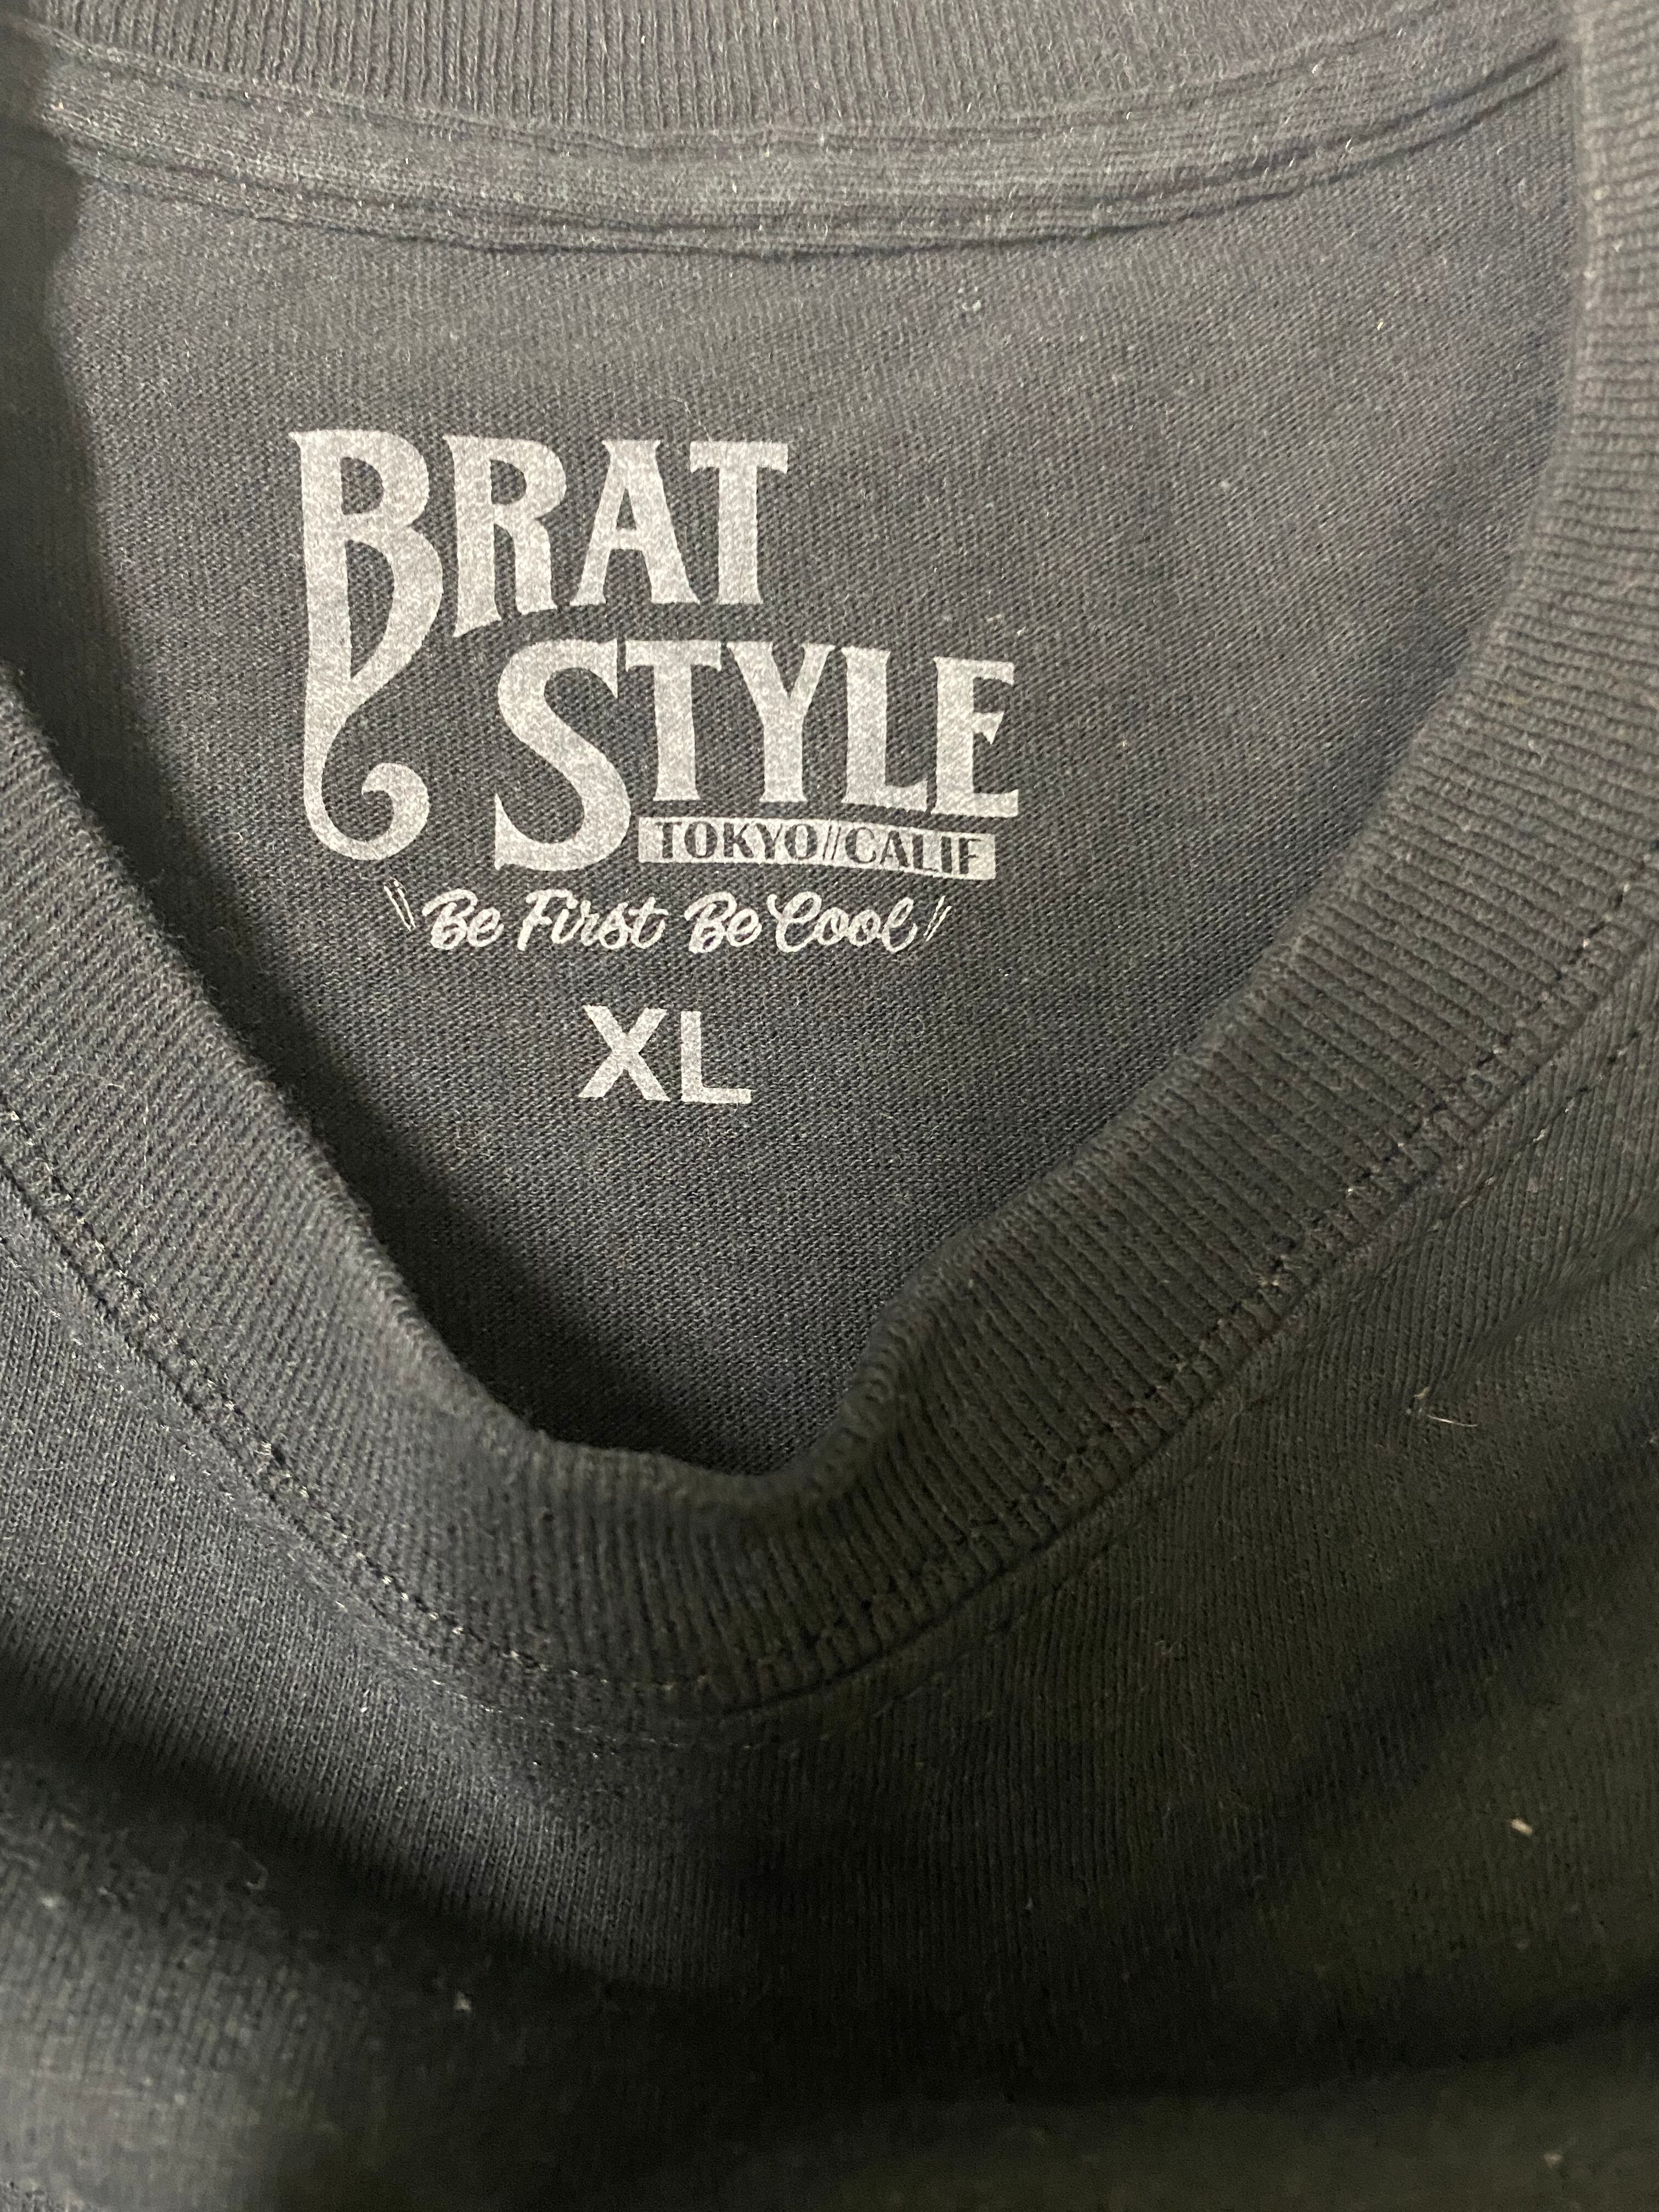 BRAT
STYLE
TOKYO//CALIF
"Be First Be Cool"
XL